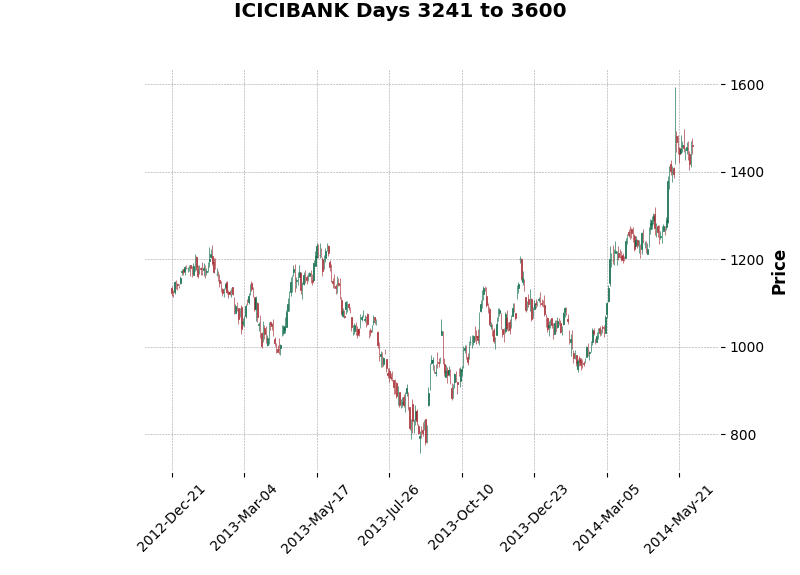 ICICIBANK Days 3241 to 3600
1600
1400
1200
1000
800
Price
2012-Dec-21
2013-Mar-04
2013-May-17
2013-Jul-26
2013-Oct-10
2013-Dec-23
2014-Mar-05
2014-May-21